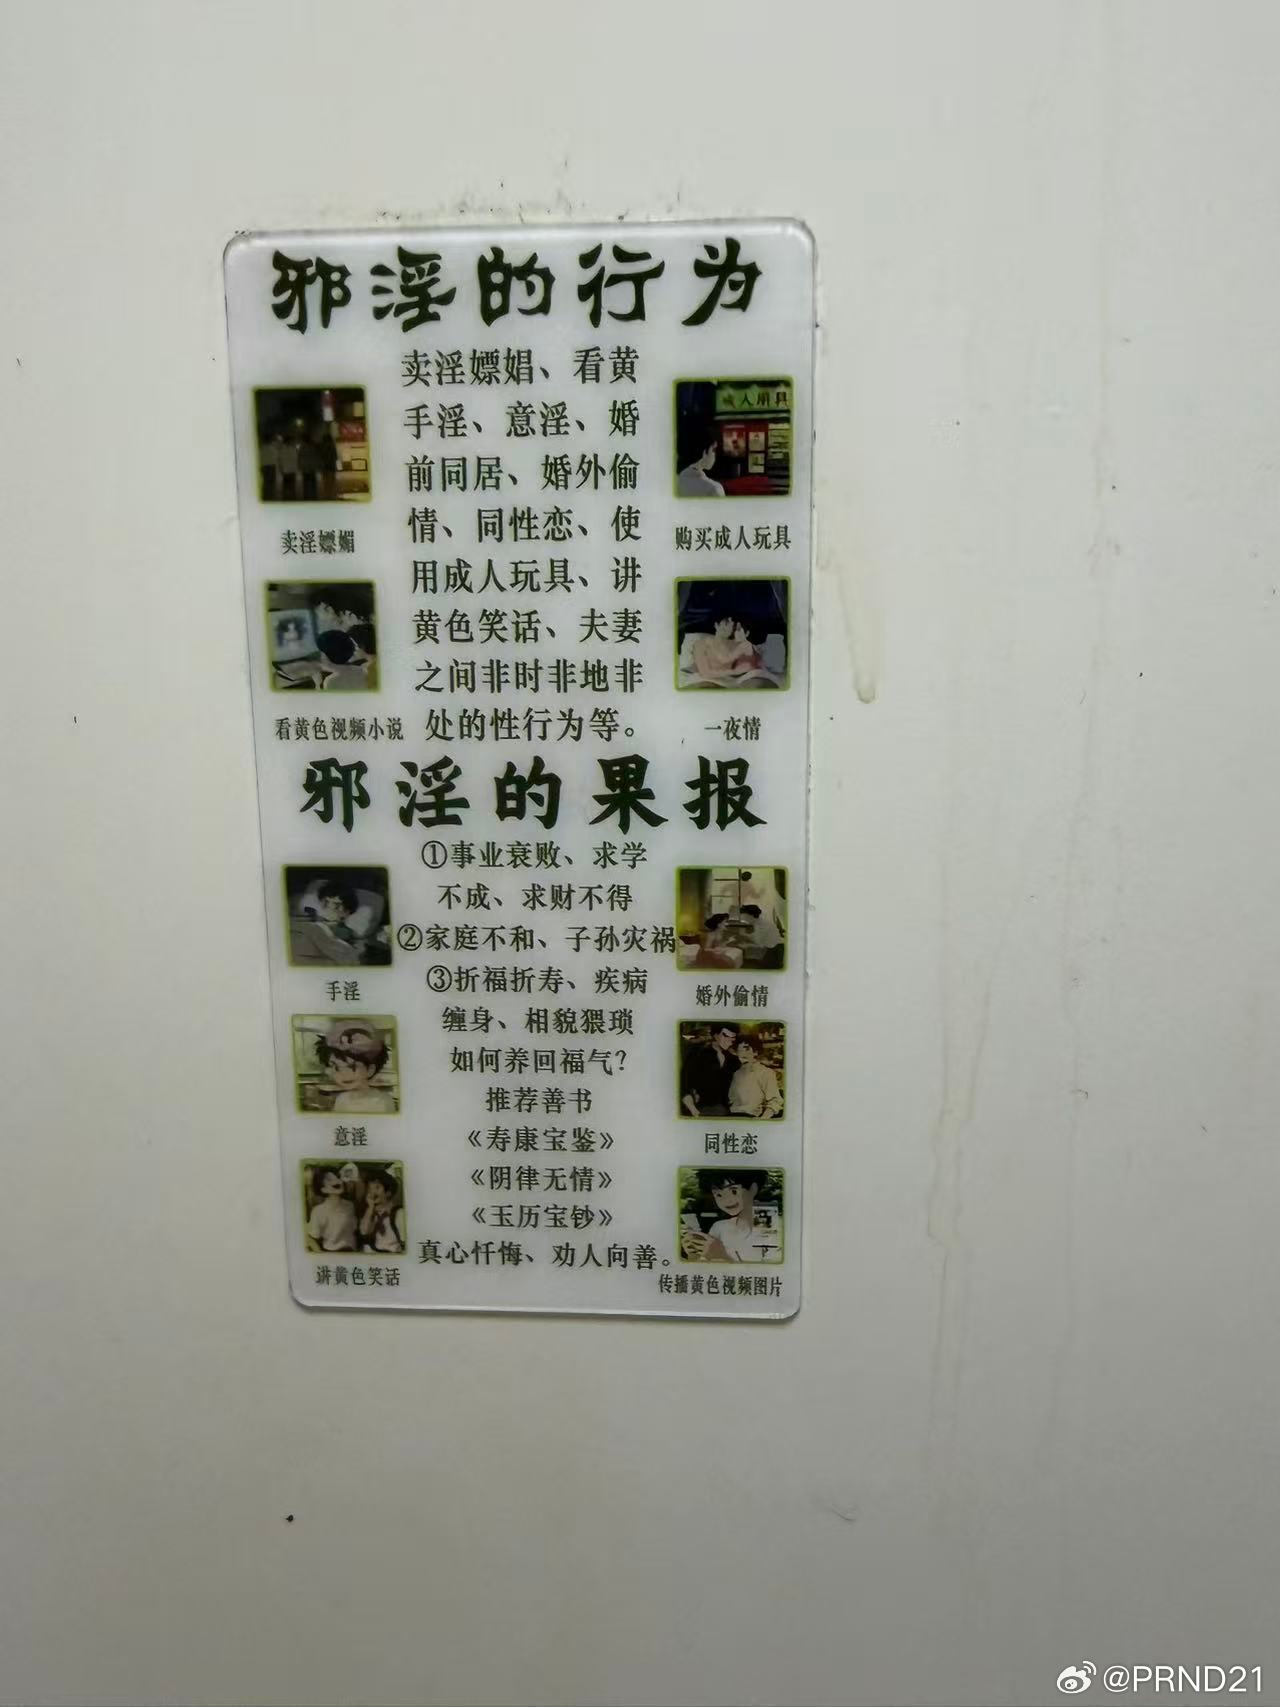 邪淫的行为
卖淫嫖娼、看黄
手淫、意淫、婚
前同居、婚外偷
情、同性恋、使
用成人玩具、讲
黄色笑话、夫妻
之间非时非地非
处的性行为等。
成人用具
卖淫嫖娼
购买成人玩具
看黄色视频小说
一夜情
邪淫的果报
①事业衰败、求学
不成、求财不得
②家庭不和、子孙灾祸
③折福折寿、疾病
缠身、相貌猥琐
如何养回福气?
推荐善书
《寿康宝鉴》
《阴律无情》
《玉历宝钞》
真心忏悔、劝人向善。
手淫
婚外偷情
意淫
同性恋
讲黄色笑话
传播黄色视频图片
@PRND21